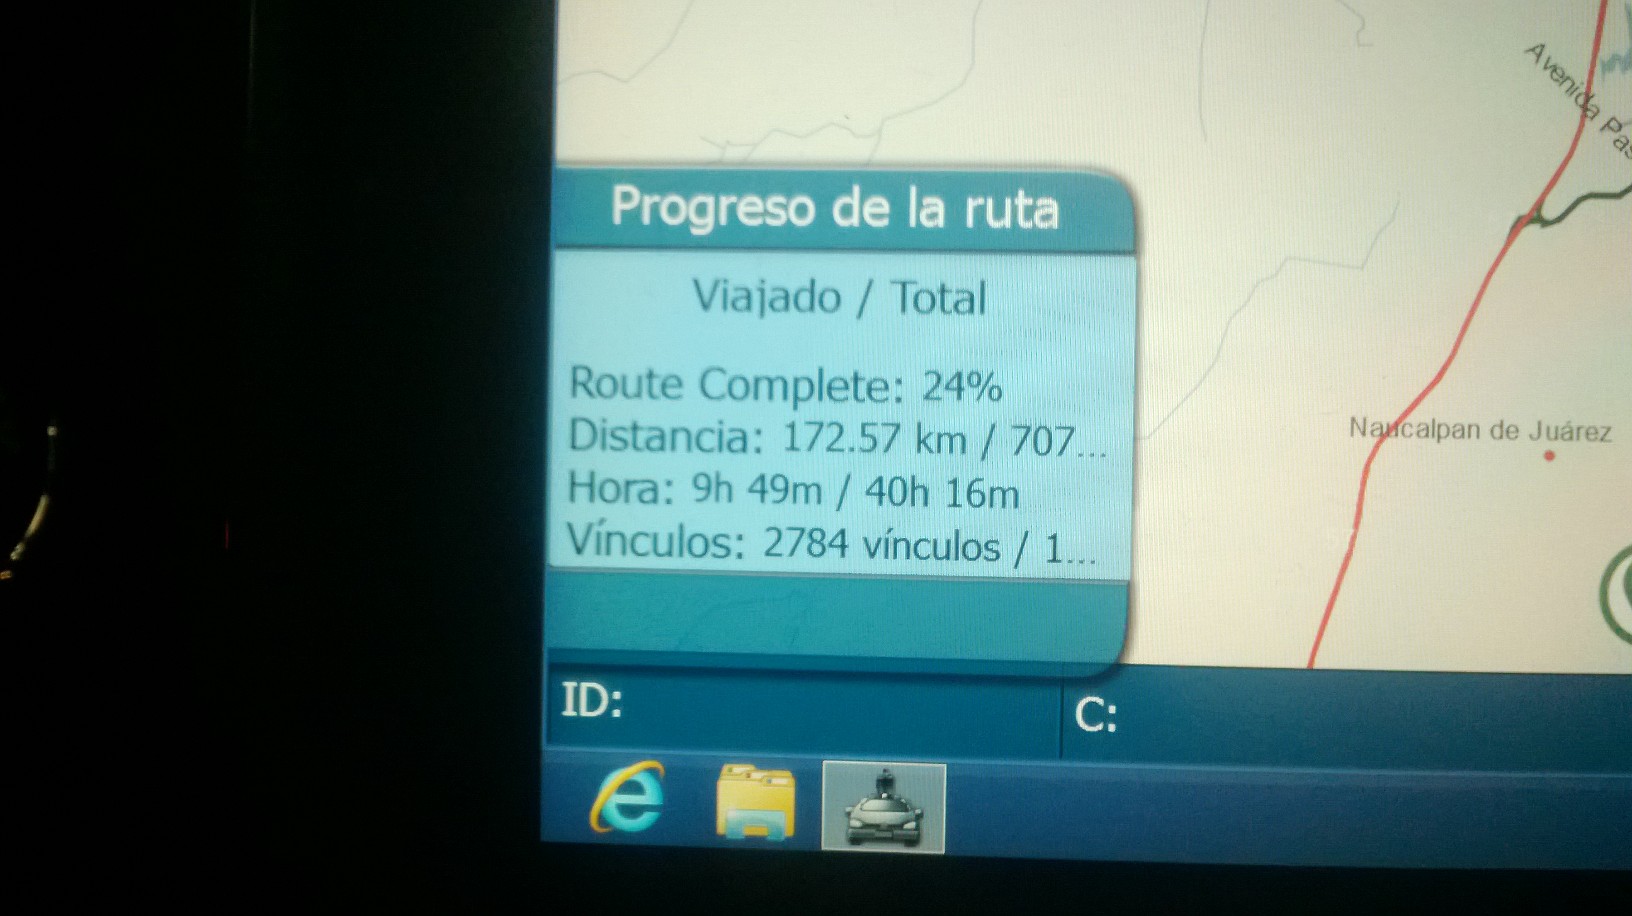 Avenida Pas
Progreso de la ruta
Viajado / Total
Route Complete: 24%
Distancia: 172.57 km / 707...
Hora: 9h 49m / 40h 16m
Vínculos: 2784 vínculos / 1...
Naucalpan de Juárez
ID:
C: